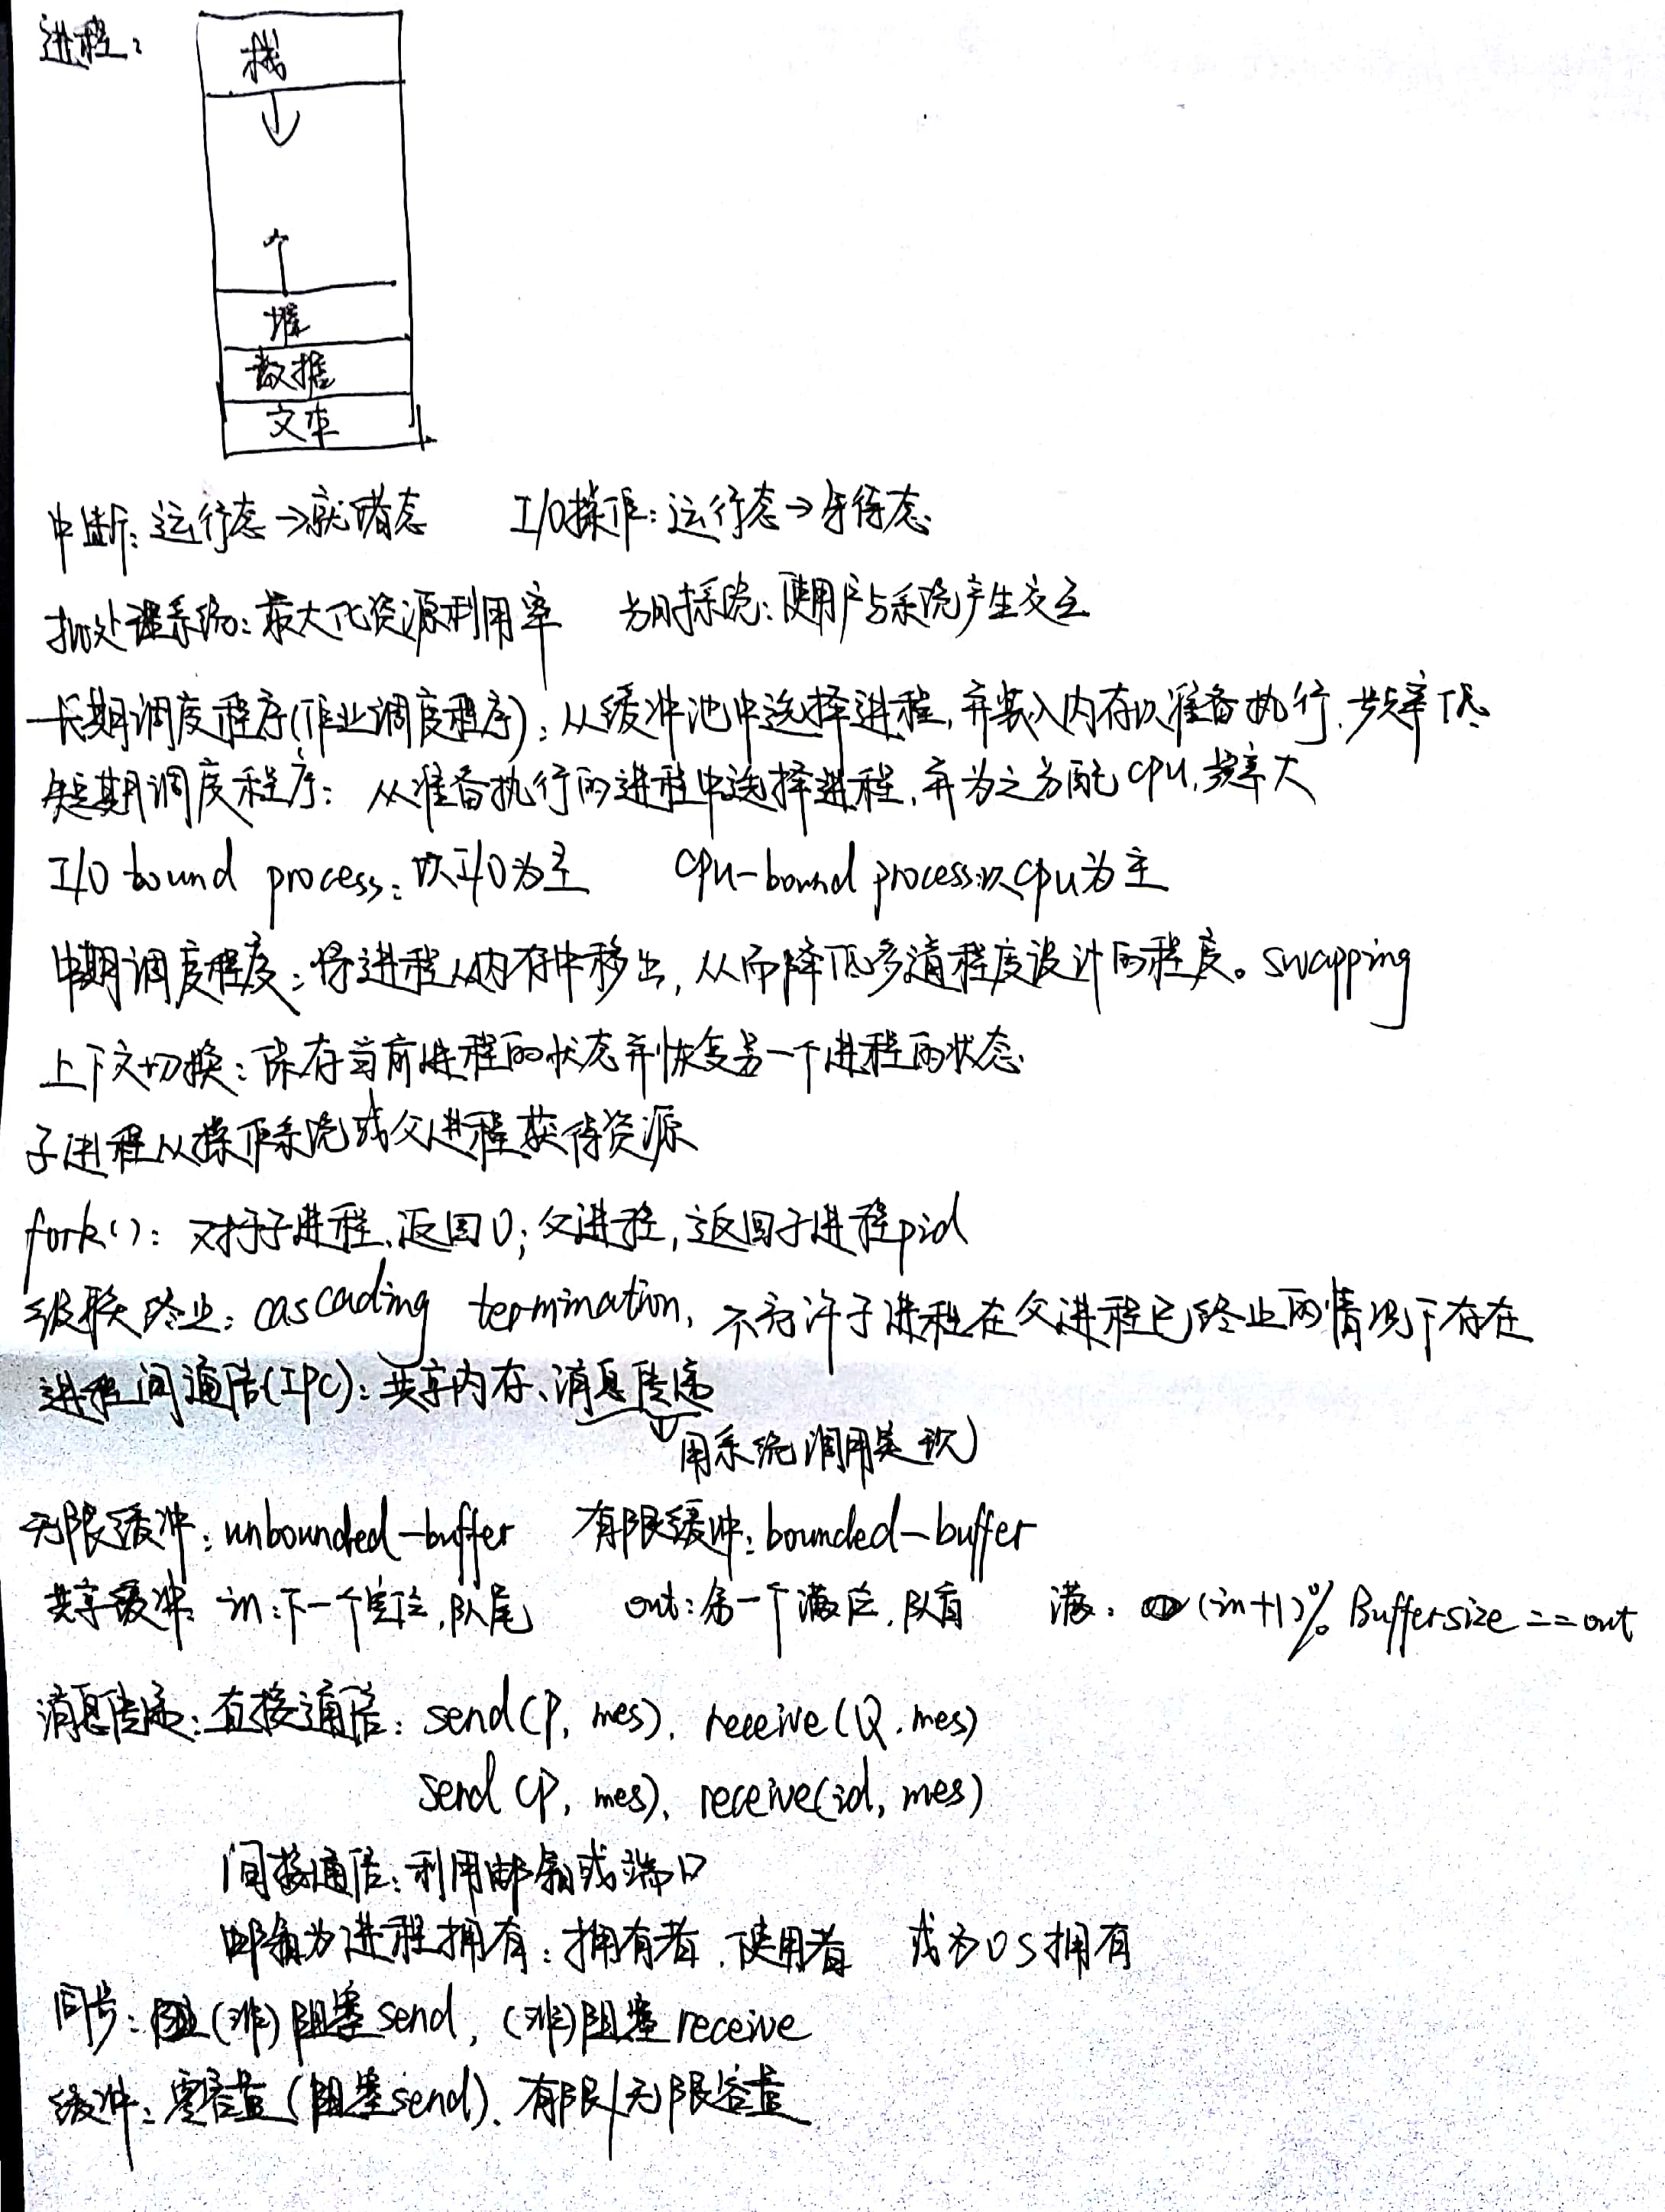 进程:
栈
堆
数据
文本
中断: 运行态→就绪态 I/O操作: 运行态→等待态
批处理系统: 最大化资源利用率 分时系统: 使用户与系统产生交互
长期调度程序(作业调度程序): 从缓冲池中选择进程, 并装入内存以准备执行. 频率低
短期调度程序: 从准备执行的进程中选择进程, 并为之分配CPU, 频率大
I/O bound process: 以I/O为主 CPU-bound process:以CPU为主
中期调度程度: 将进程从内存中移出, 从而降低多道程度设计的程度。swapping
上下文切换: 保存当前进程的状态并恢复另一个进程的状态.
子进程从操作系统或父进程获得资源
fork(): 对于子进程, 返回0; 父进程, 返回子进程pid
级联终止: cascading termination, 不允许子进程在父进程已终止的情况下存在
进程间通信(IPC): 共享内存、消息传递
用系统调用实现
无限缓冲: unbounded-buffer 有限缓冲: bounded-buffer
共享缓冲: in:下一个空位, 队尾 out:第一个满位, 队首 满: (in+1)% Buffersize == out
消息传递: 直接通信: send(P, mes), receive(Q, mes)
send(P, mes), receive(id, mes)
间接通信: 利用邮箱或端口
邮箱为进程拥有: 拥有者, 使用者 或为OS拥有
同步: (非)阻塞send, (非)阻塞receive
缓冲: 零容量(阻塞send), 有限/无限容量